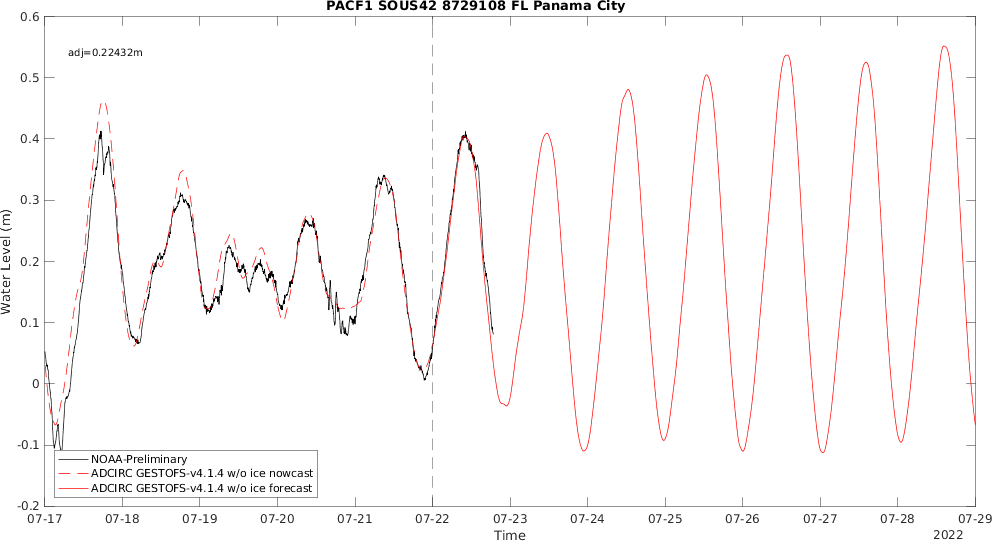 PACF1 SOUS42 8729108 FL Panama City
0.6
adj=0.22432m
0.5
0.4
0.3
0.2
0.1
0
-0.1
-0.2
Water Level (m)
NOAA-Preliminary
ADCIRC GESTOFS-v4.1.4 w/o ice nowcast
ADCIRC GESTOFS-v4.1.4 w/o ice forecast
07-17 07-18 07-19 07-20 07-21 07-22 07-23 07-24 07-25 07-26 07-27 07-28 07-29
Time
2022